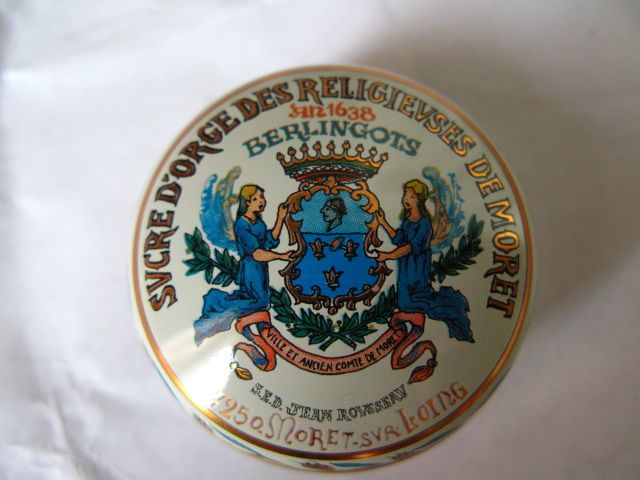 SVCRE D'ORGE DES RELIGIEVSES DE MORET
AN 1638
BERLINGOTS
VILLE ET ANCIEN COMTE DE MORET
S.E.D. JEAN ROVSSEAV
77250. MORET-SVR LOING